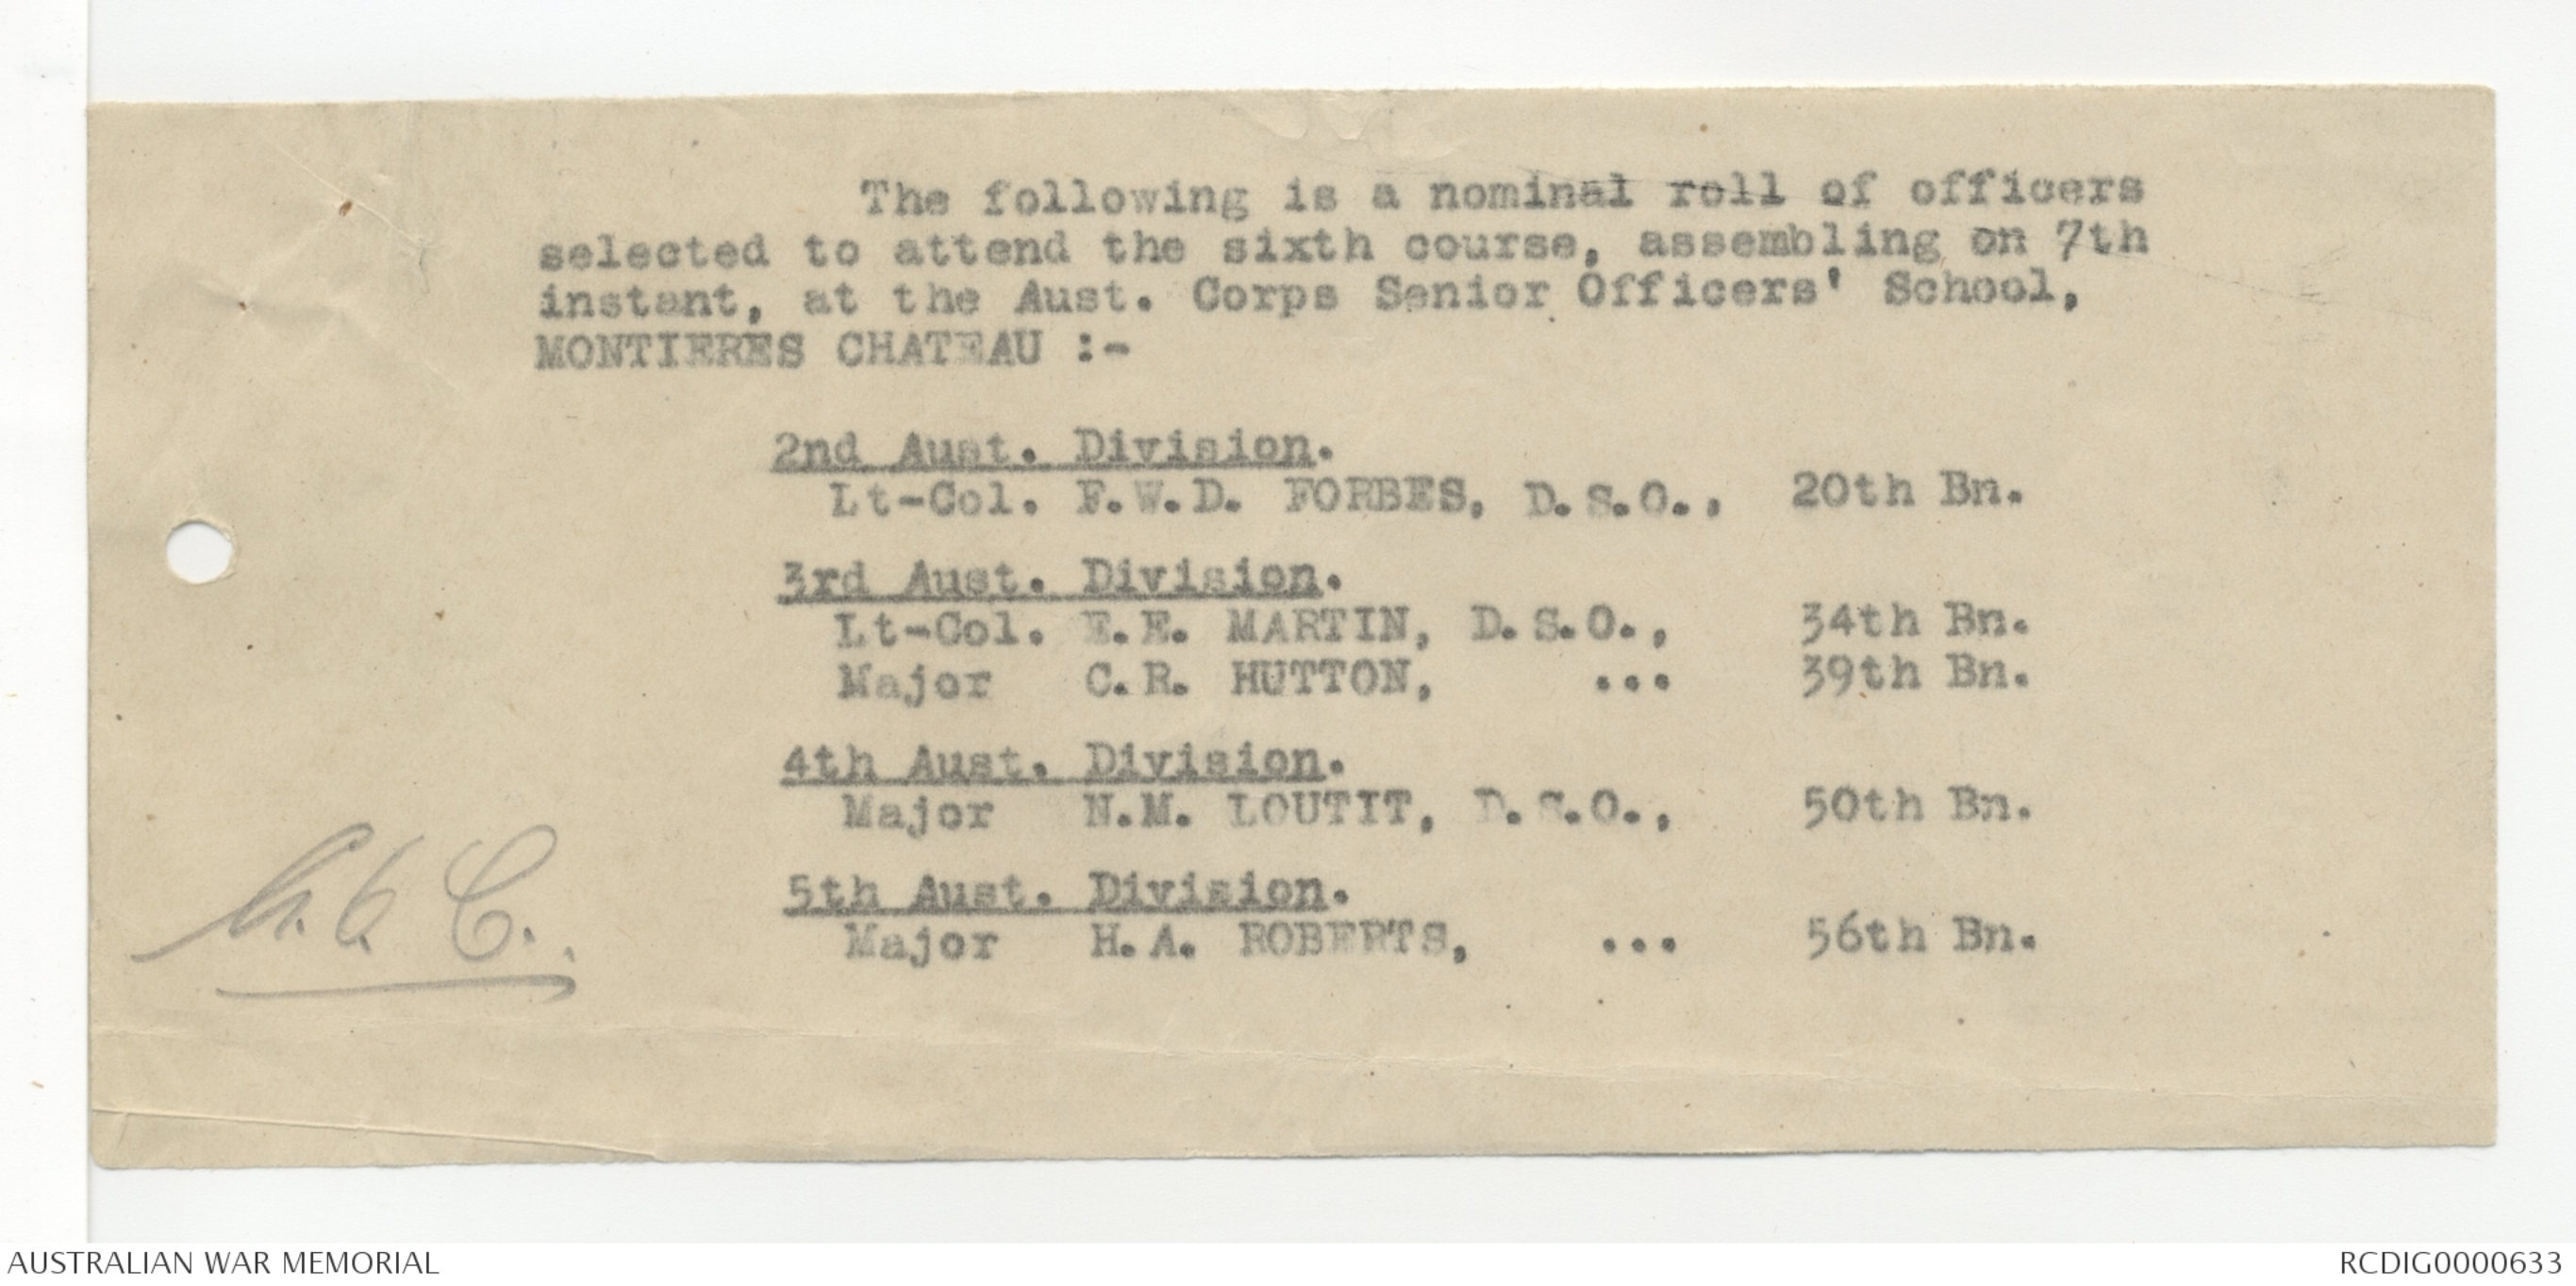 The following is a nominal roll of officers
selected to attend the sixth course, assembling on 7th
instant, at the Aust. Corps Senior Officers' School,
MONTIERES CHATEAU :-
2nd Aust. Division.
Lt-Col. F.W.D. FORBES, D.S.O., 20th Bn.
3rd Aust. Division.
Lt-Col. E.E. MARTIN, D.S.O., 34th Bn.
Major C.R. HUTTON, ... 39th Bn.
4th Aust. Division.
Major N.M. LOUTIT, D.S.O., 50th Bn.
5th Aust. Division.
Major H.A. ROBERTS, ... 56th Bn.
AUSTRALIAN WAR MEMORIAL
RCDIG0000633